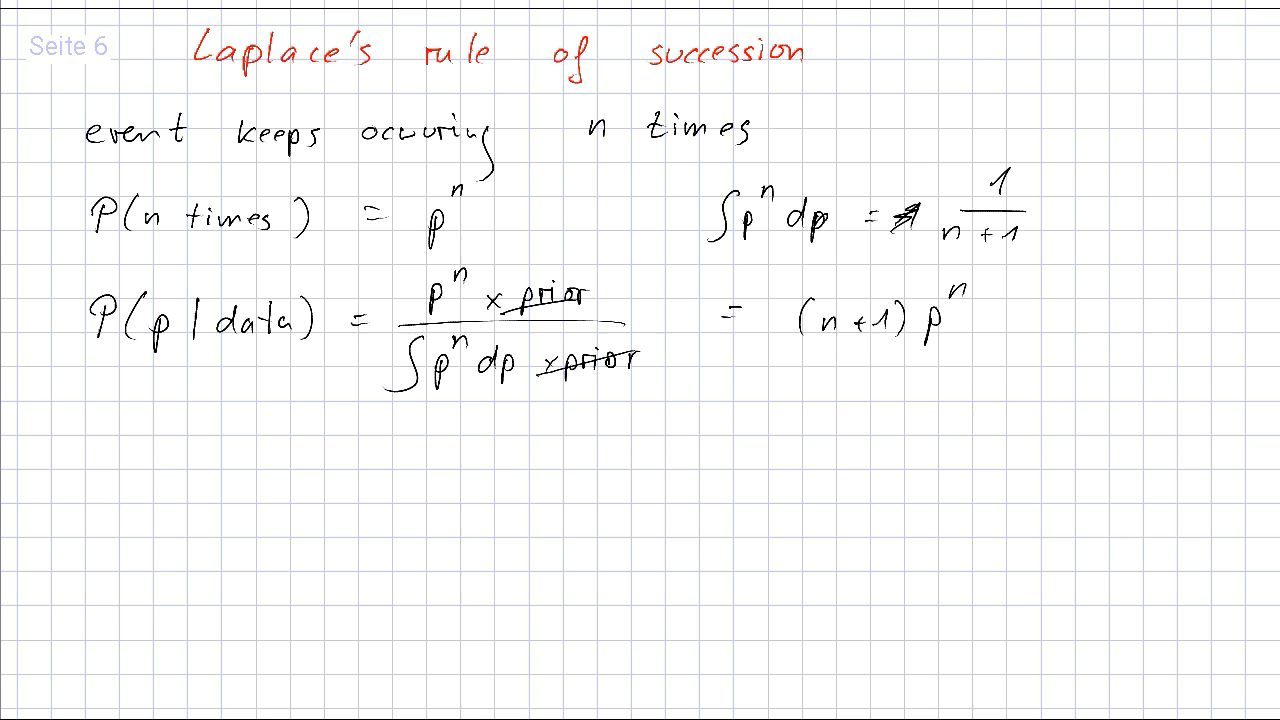 Seite 6
Laplace's rule of succession
event keeps occuring n times
P(n times) = p^n ∫p^n dp = 1/(n+1)
P(p | data) = (p^n x prior)/(∫p^n dp x prior) = (n+1) p^n